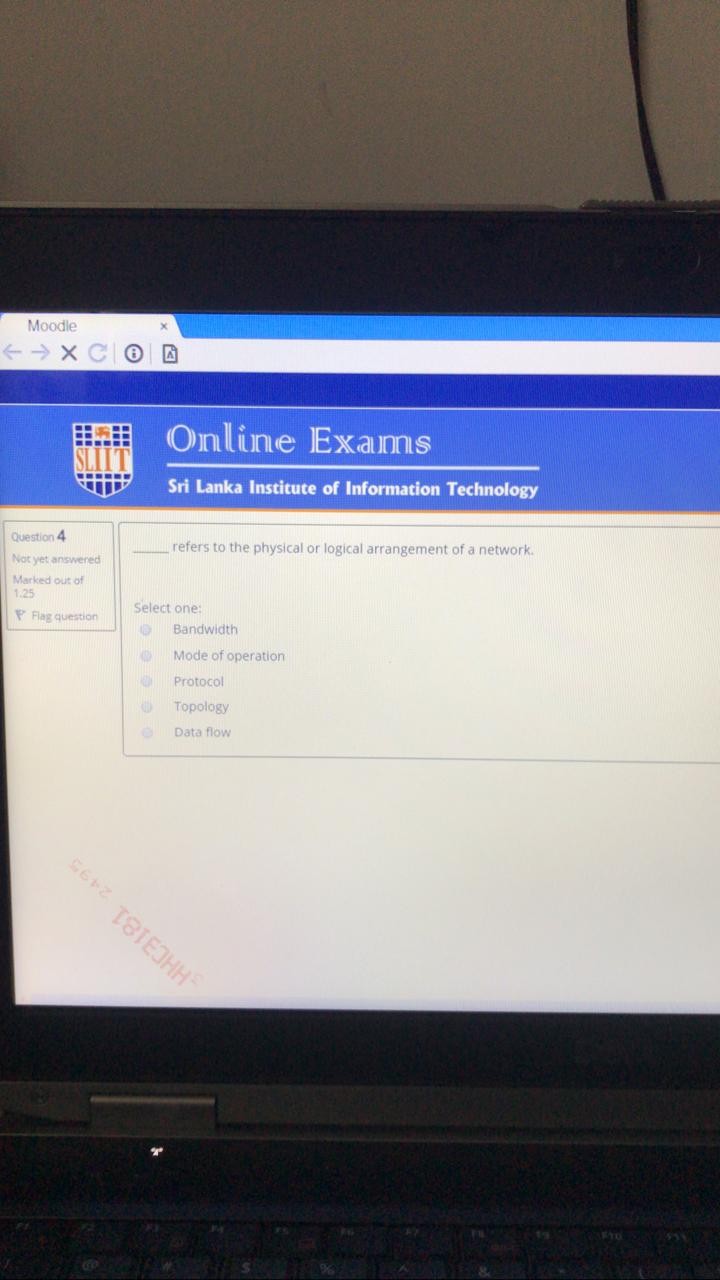 Moodle
Online Exams
SLIIT
Sri Lanka Institute of Information Technology
Question 4
Not yet answered
Marked out of
1.25
Flag question
_____ refers to the physical or logical arrangement of a network.
Select one:
Bandwidth
Mode of operation
Protocol
Topology
Data flow